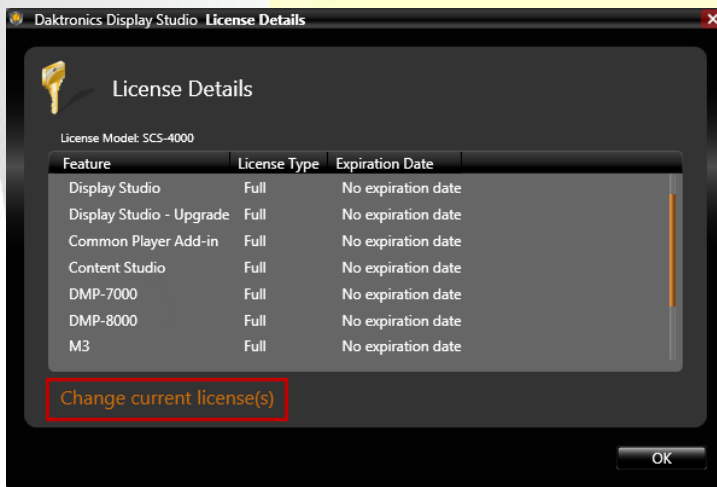 Daktronics Display Studio License Details
License Details
License Model: SCS-4000
Feature License Type Expiration Date
Display Studio Full No expiration date
Display Studio - Upgrade Full No expiration date
Common Player Add-in Full No expiration date
Content Studio Full No expiration date
DMP-7000 Full No expiration date
DMP-8000 Full No expiration date
M3 Full No expiration date
Change current license(s)
OK